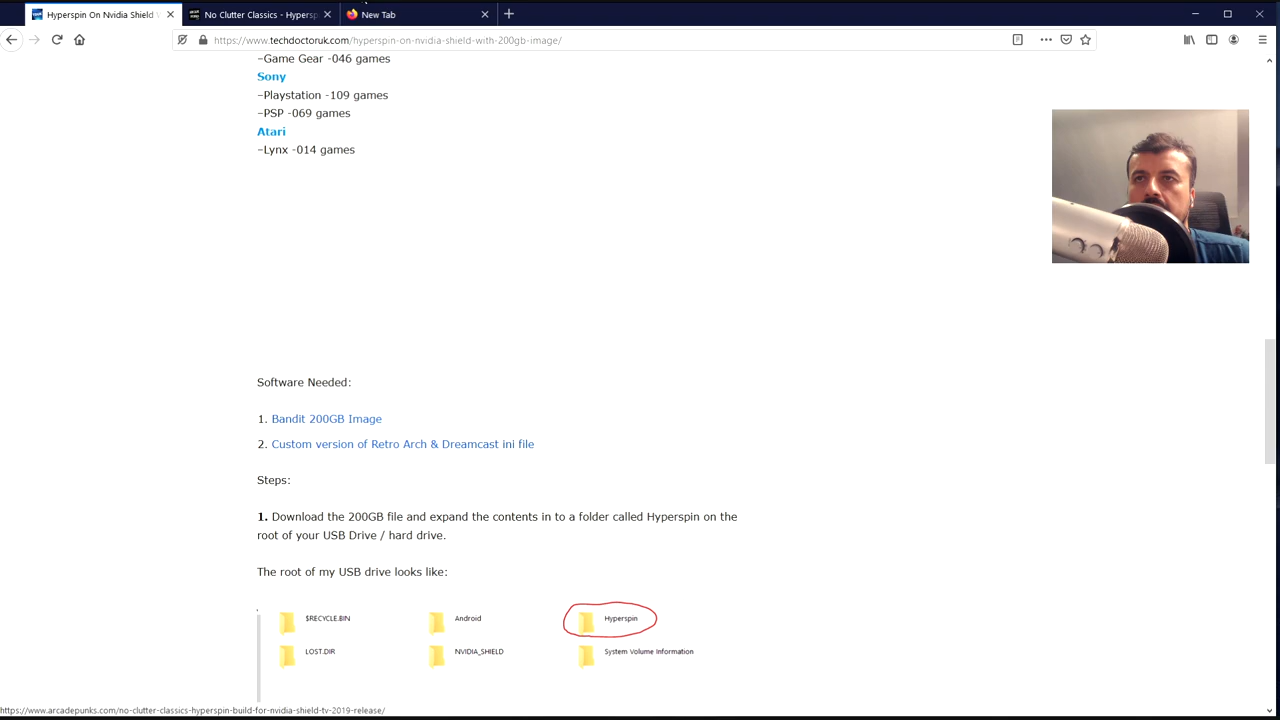 Hyperspin On Nvidia Shield
No Clutter Classics - Hypersp
New Tab
https://www.techdoctoruk.com/hyperspin-on-nvidia-shield-with-200gb-image/
–Game Gear -046 games
Sony
–Playstation -109 games
–PSP -069 games
Atari
–Lynx -014 games
Software Needed:
1. Bandit 200GB Image
2. Custom version of Retro Arch & Dreamcast ini file
Steps:
1. Download the 200GB file and expand the contents in to a folder called Hyperspin on the
root of your USB Drive / hard drive.
The root of my USB drive looks like:
$RECYCLE.BIN Android Hyperspin
LOST.DIR NVIDIA_SHIELD System Volume Information
https://www.arcadepunks.com/no-clutter-classics-hyperspin-build-for-nvidia-shield-tv-2019-release/